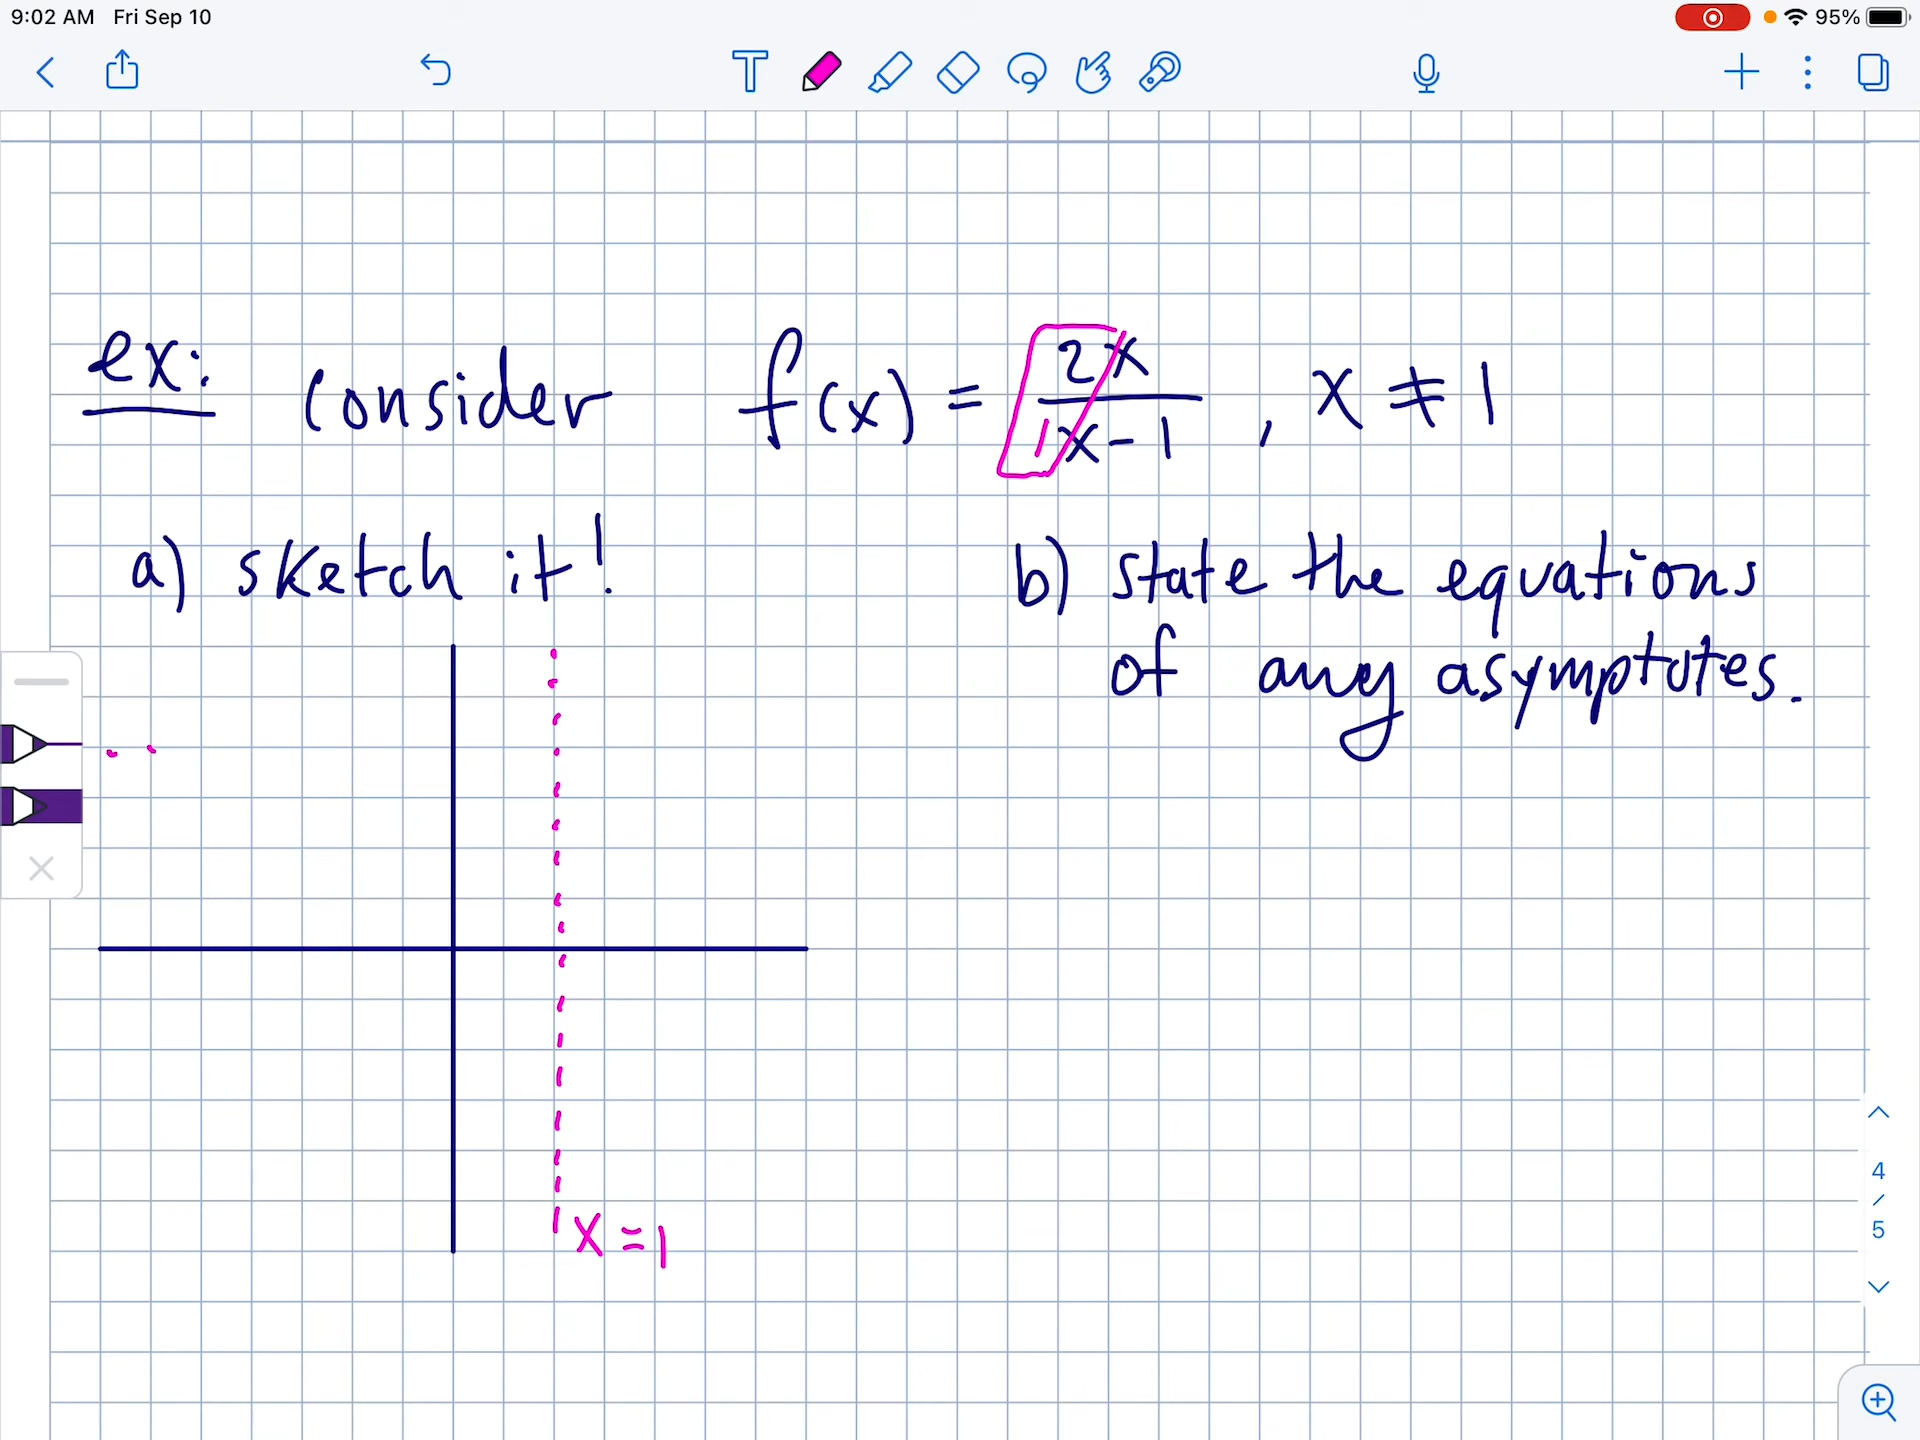 9:02 AM Fri Sep 10 95%
T
ex: consider f(x) = 2x / 1x - 1 , x ≠ 1
a) sketch it!
b) state the equations
of any asymptotes.
x = 1
4
/
5